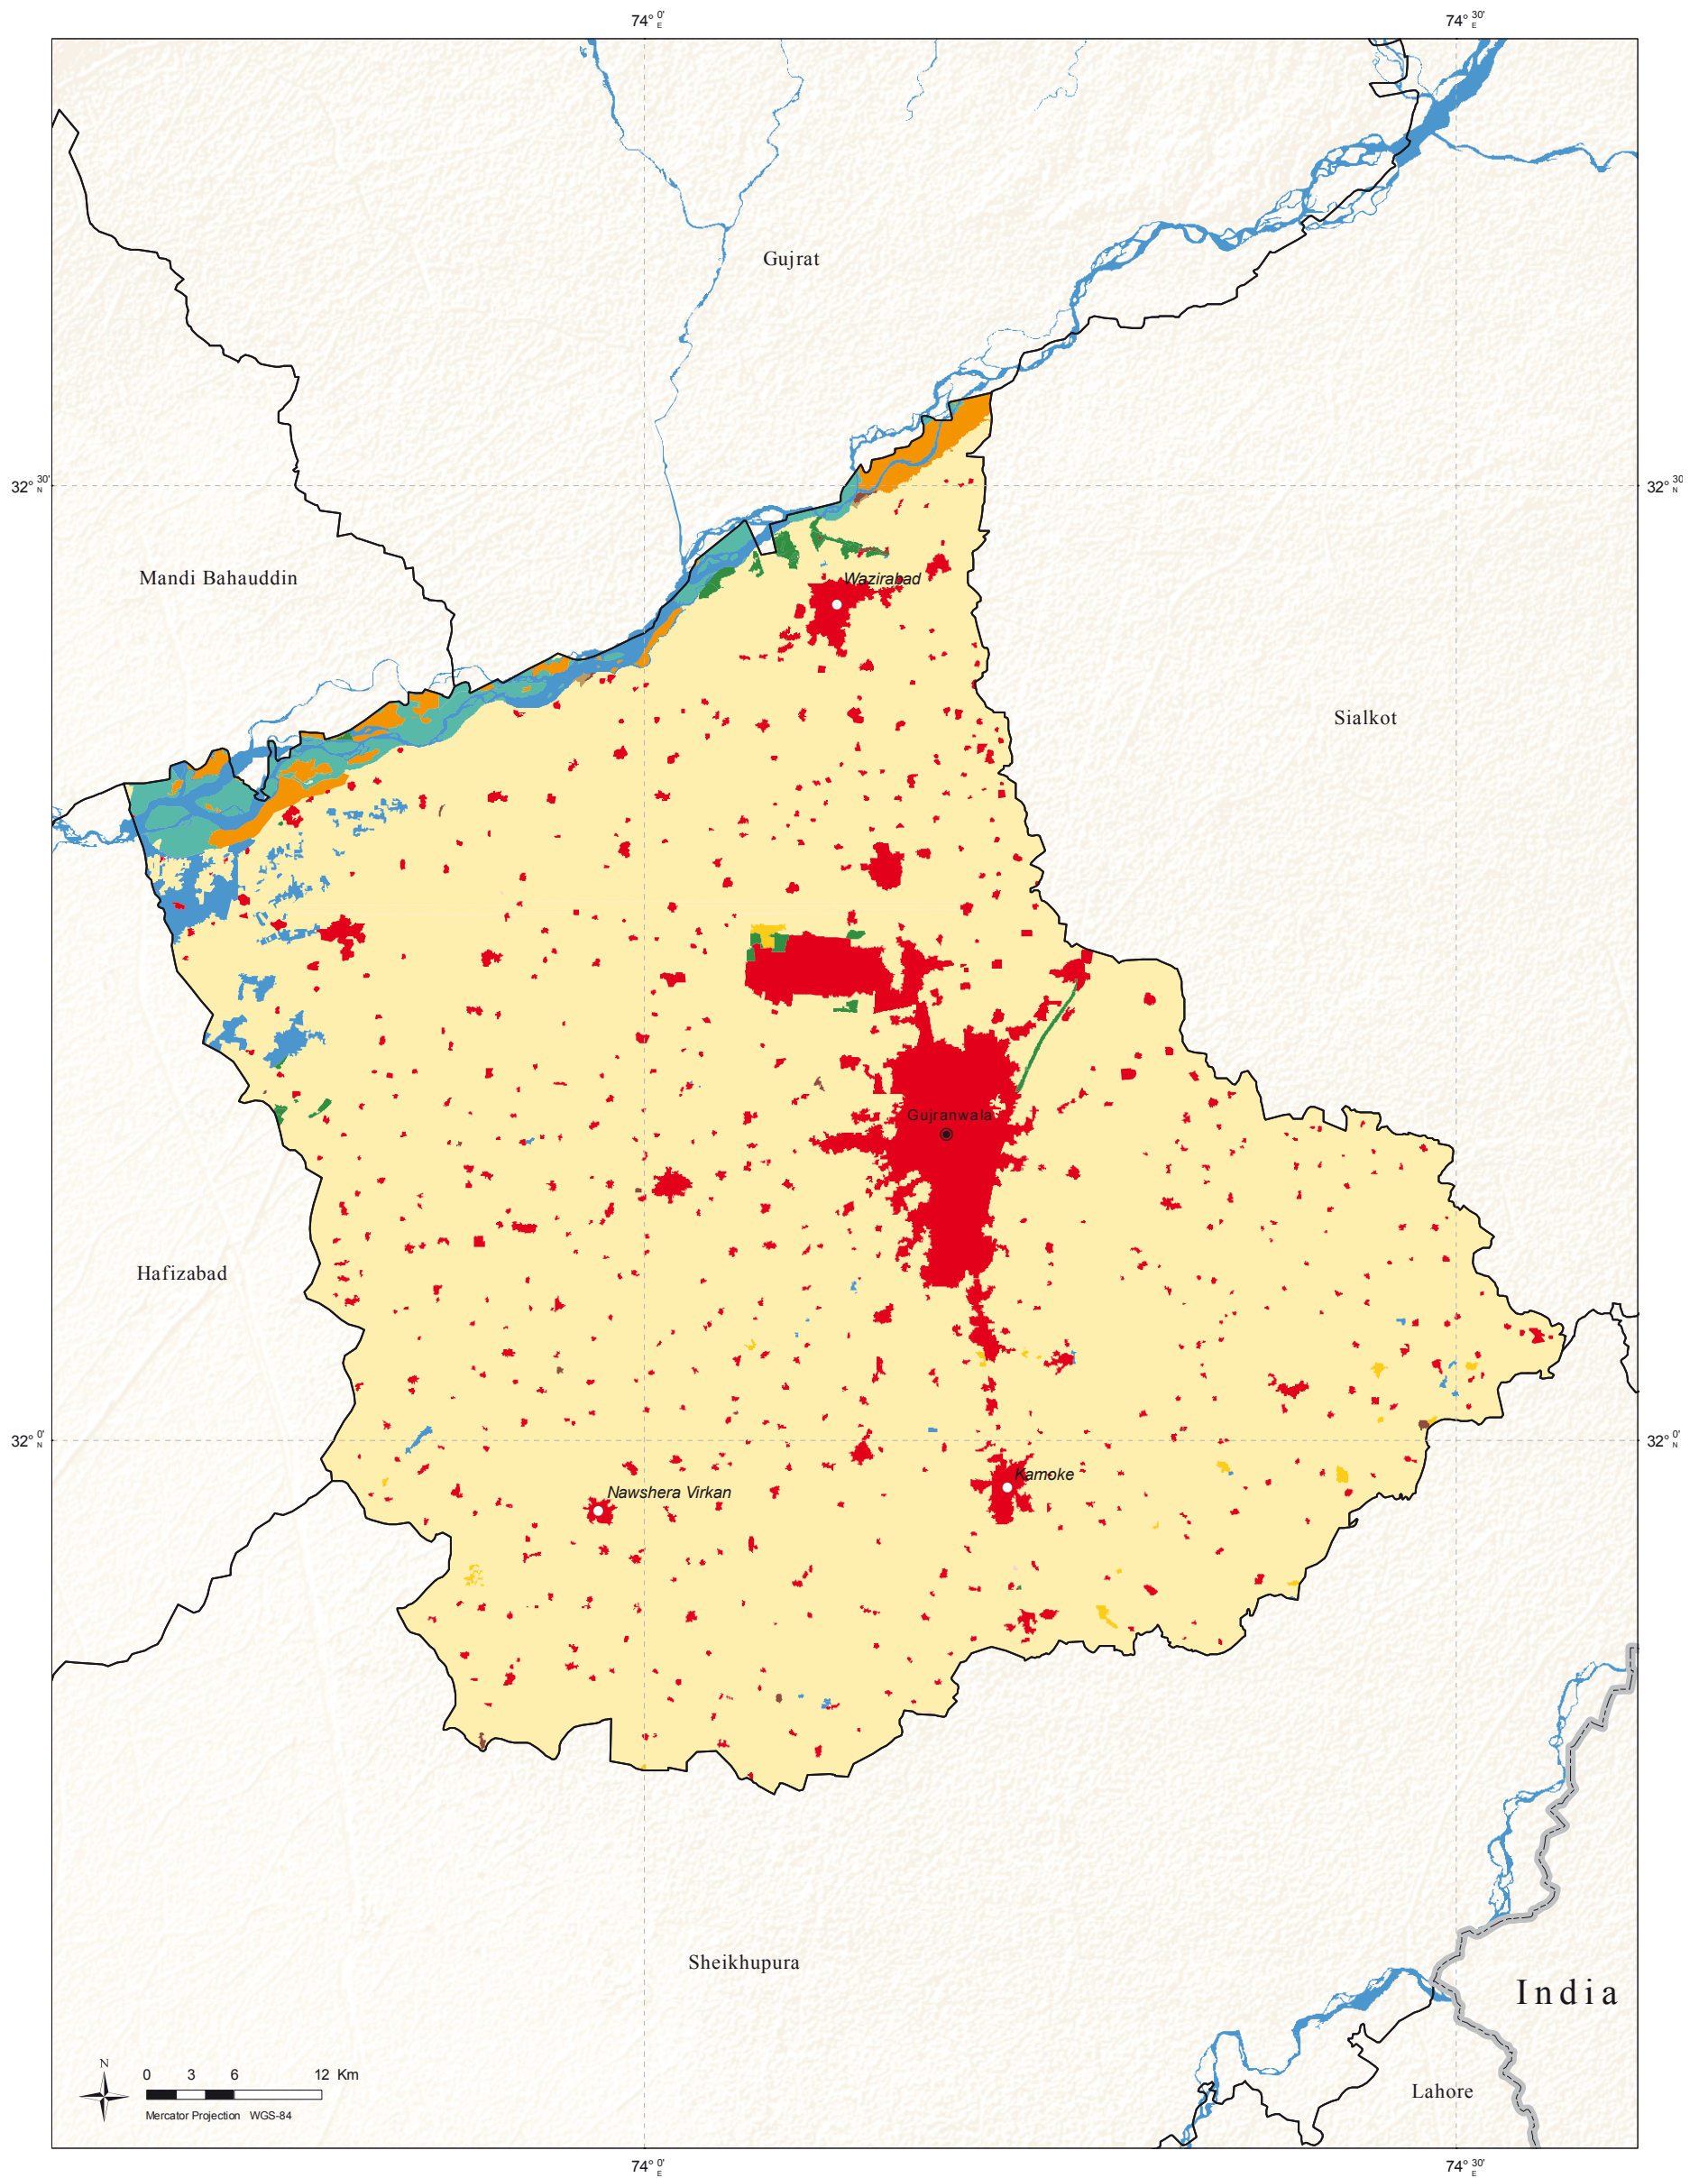 74° 0' E
74° 30' E
Gujrat
32° 30' N
32° 30' N
Mandi Bahauddin
Wazirabad
Sialkot
Gujranwala
Hafizabad
32° 0' N
32° 0' N
Kamoke
Nawshera Virkan
Sheikhupura
India
N
0 3 6 12 Km
Lahore
Mercator Projection WGS-84
74° 0' E
74° 30' E